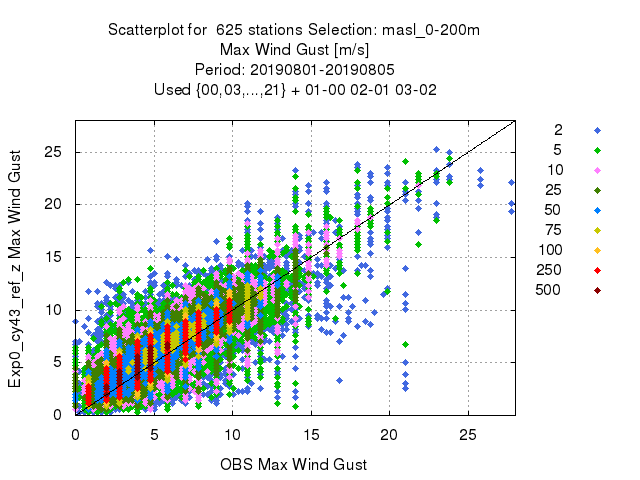 Scatterplot for 625 stations Selection: masl_0-200m
Max Wind Gust [m/s]
Period: 20190801-20190805
Used {00,03,...,21} + 01-00 02-01 03-02
Exp0_cy43_ref_z Max Wind Gust
25
20
15
10
5
0
0 5 10 15 20 25
OBS Max Wind Gust
2
5
10
25
50
75
100
250
500